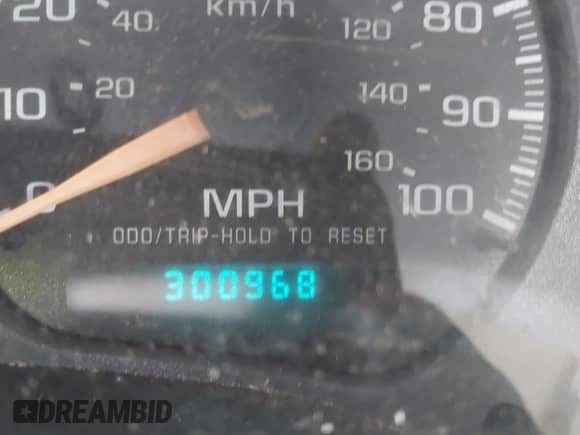 20 40 km/h 120 80
10 20 140 90
0 160 100
MPH
ODO/TRIP-HOLD TO RESET
300968
DREAMBID